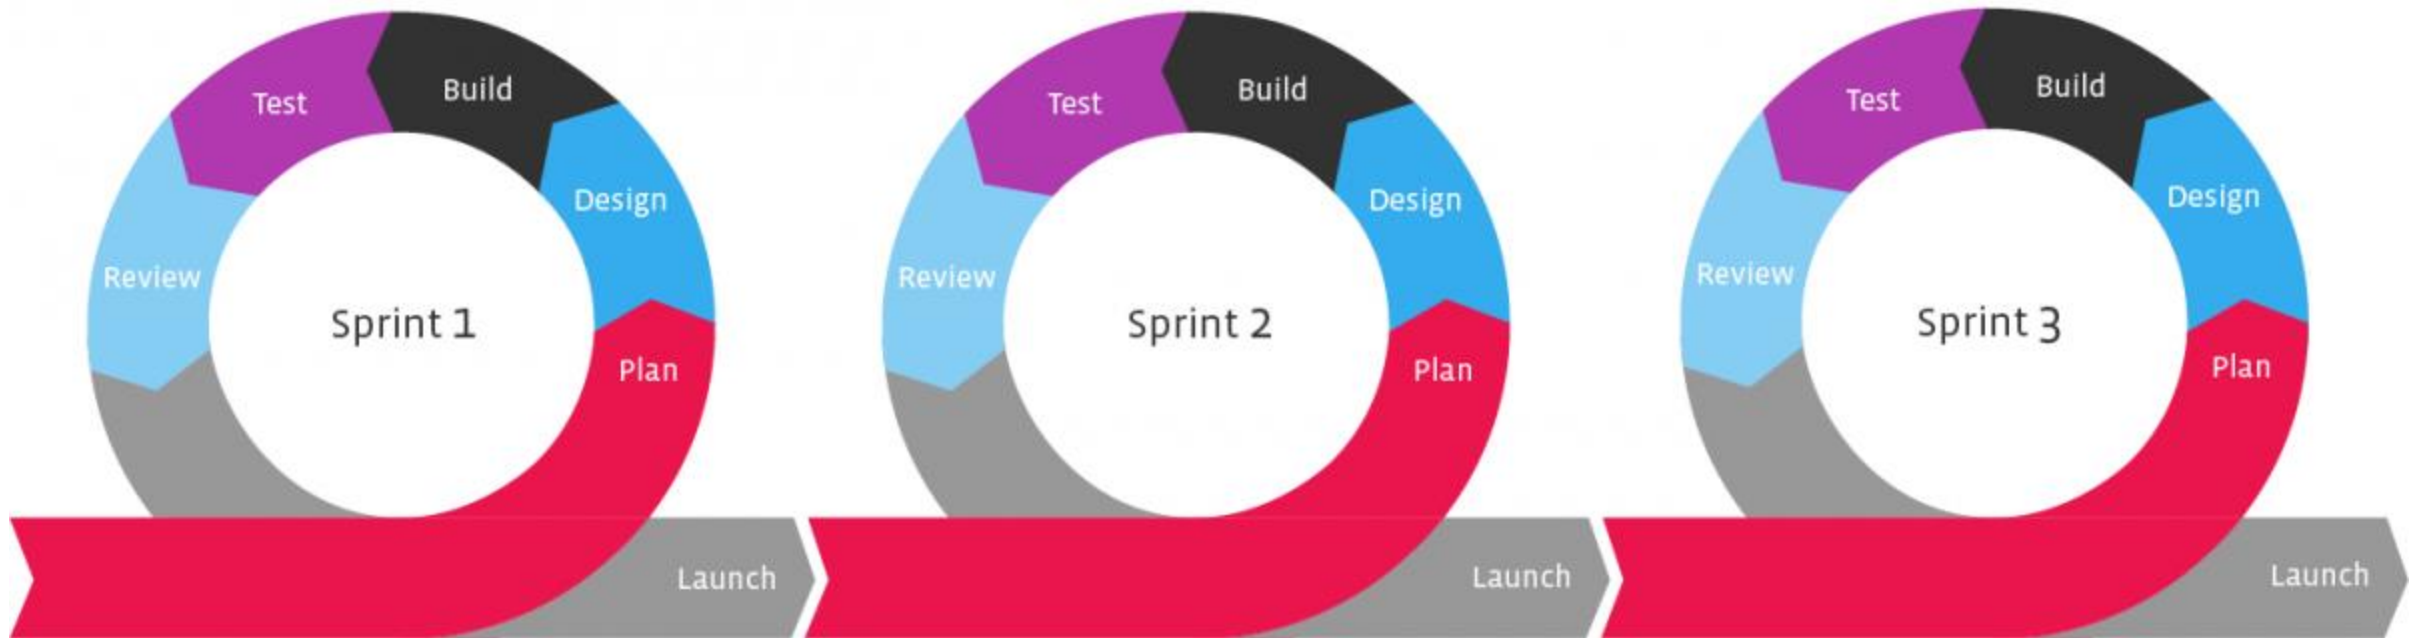 Test
Build
Design
Review
Sprint 1
Plan
Launch
Test
Build
Design
Review
Sprint 2
Plan
Launch
Test
Build
Design
Review
Sprint 3
Plan
Launch